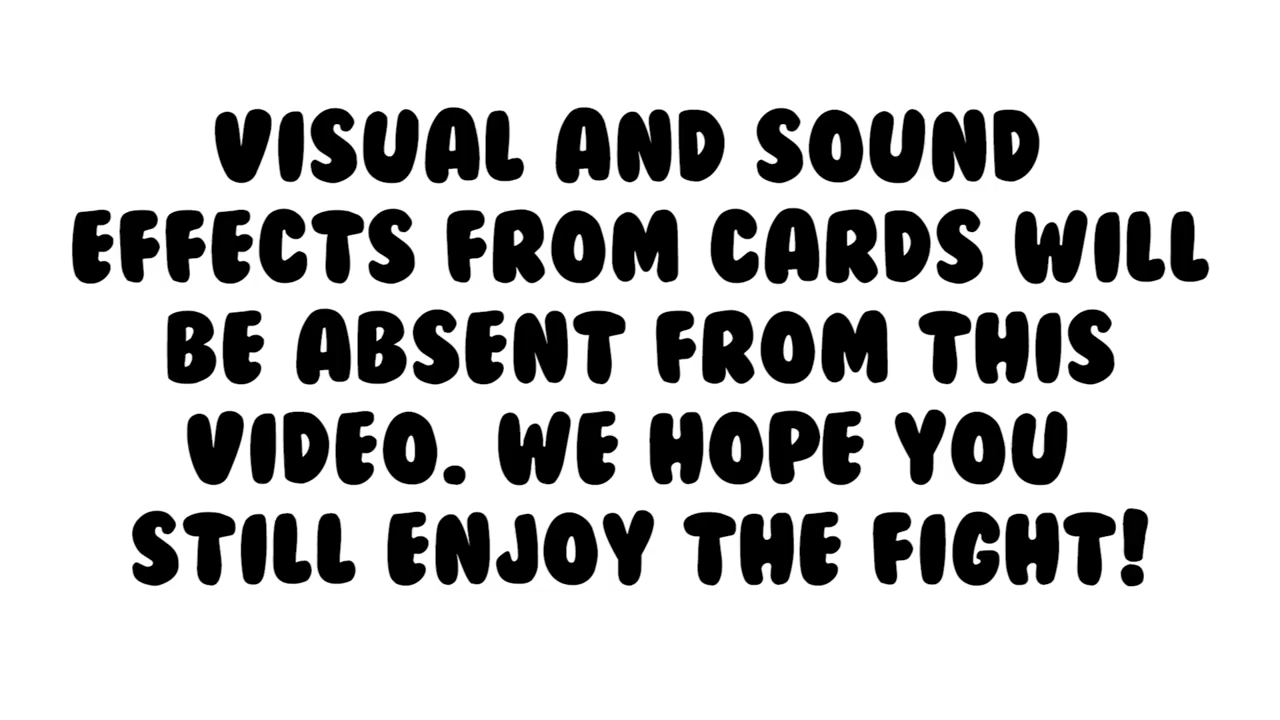 VISUAL AND SOUND
EFFECTS FROM CARDS WILL
BE ABSENT FROM THIS
VIDEO. WE HOPE YOU
STILL ENJOY THE FIGHT!